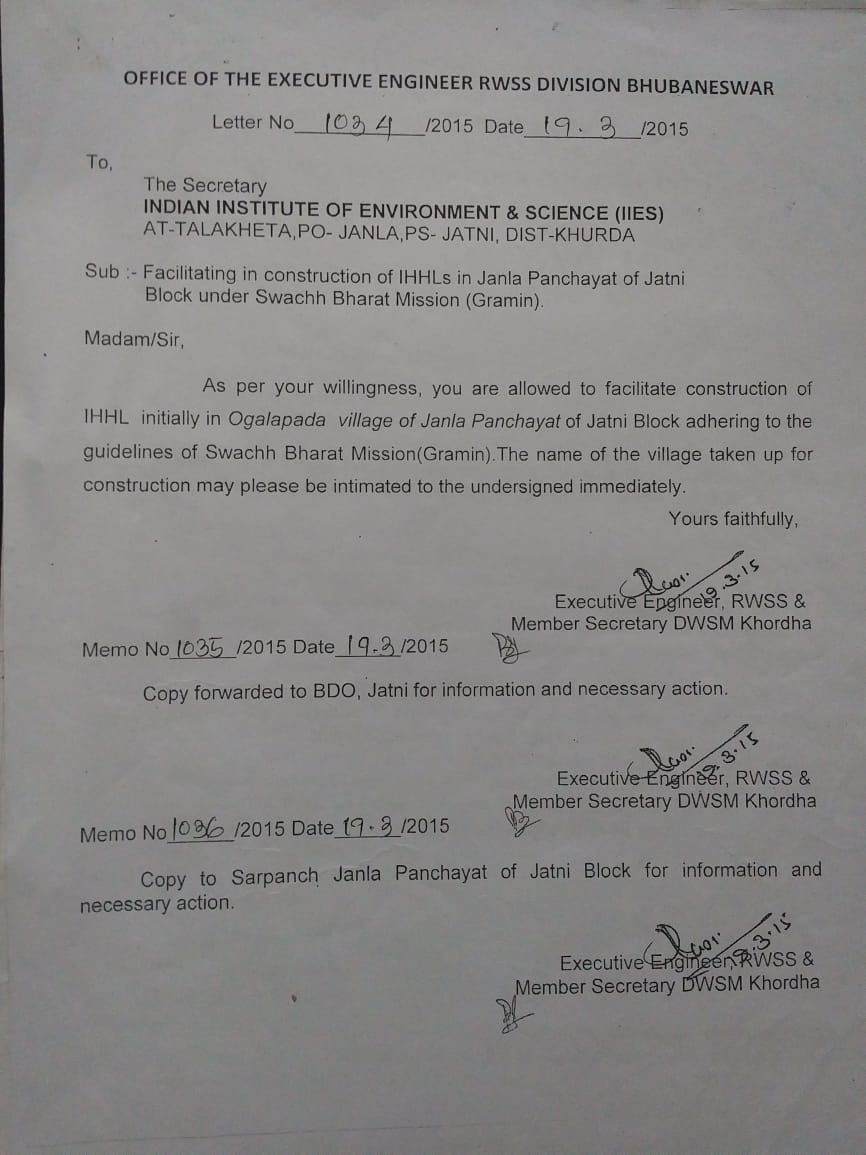 OFFICE OF THE EXECUTIVE ENGINEER RWSS DIVISION BHUBANESWAR
Letter No 1034 /2015 Date 19.3 /2015
To,
The Secretary
INDIAN INSTITUTE OF ENVIRONMENT & SCIENCE (IIES)
AT-TALAKHETA,PO- JANLA,PS- JATNI, DIST-KHURDA
Sub :- Facilitating in construction of IHHLs in Janla Panchayat of Jatni
Block under Swachh Bharat Mission (Gramin).
Madam/Sir,
As per your willingness, you are allowed to facilitate construction of
IHHL initially in Ogalapada village of Janla Panchayat of Jatni Block adhering to the
guidelines of Swachh Bharat Mission(Gramin).The name of the village taken up for
construction may please be intimated to the undersigned immediately.
Yours faithfully,
19.3.15
Executive Engineer, RWSS &
Member Secretary DWSM Khordha
Memo No 1035 /2015 Date 19.3 /2015
Copy forwarded to BDO, Jatni for information and necessary action.
19.3.15
Executive Engineer, RWSS &
Member Secretary DWSM Khordha
Memo No 1036 /2015 Date 19.3 /2015
Copy to Sarpanch Janla Panchayat of Jatni Block for information and
necessary action.
19.3.15
Executive Engineer, RWSS &
Member Secretary DWSM Khordha